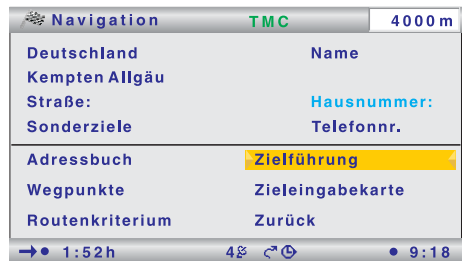 Navigation TMC 4000m
Deutschland Name
Kempten Allgäu
Straße: Hausnummer:
Sonderziele Telefonnr.
Adressbuch Zielführung
Wegpunkte Zieleingabekarte
Routenkriterium Zurück
1:52h 4 9:18